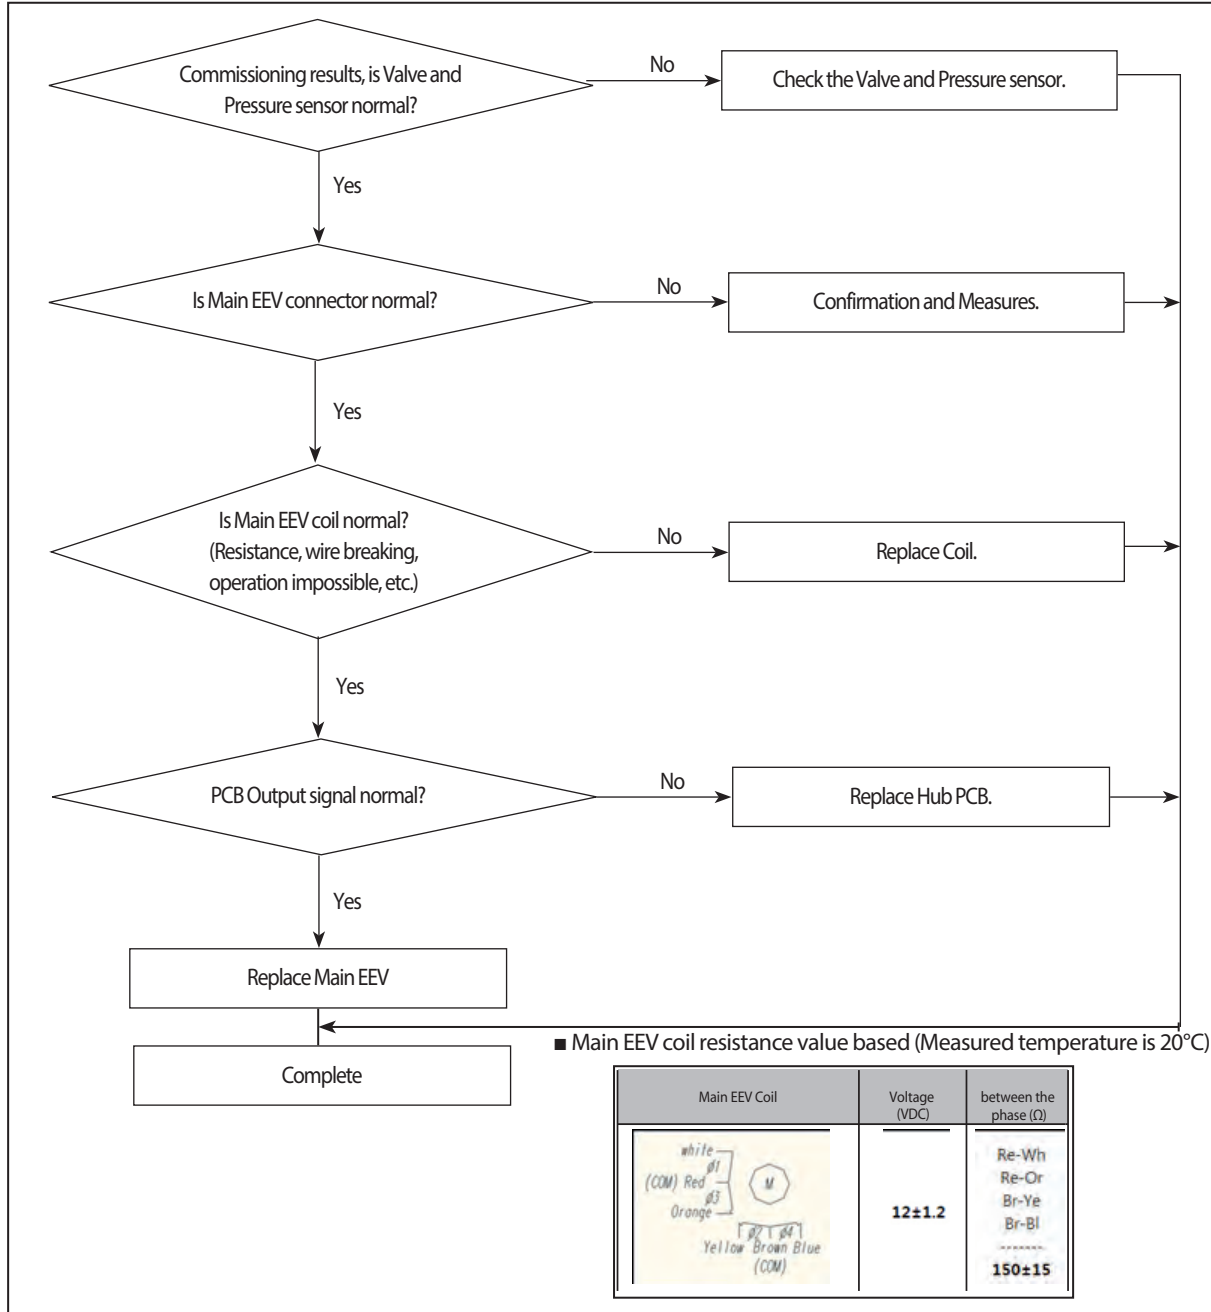 Commissioning results, is Valve and
Pressure sensor normal?
No
Check the Valve and Pressure sensor.
Yes
Is Main EEV connector normal?
No
Confirmation and Measures.
Yes
Is Main EEV coil normal?
(Resistance, wire breaking,
operation impossible, etc.)
No
Replace Coil.
Yes
PCB Output signal normal?
No
Replace Hub PCB.
Yes
Replace Main EEV
Complete
■ Main EEV coil resistance value based (Measured temperature is 20°C)
Main EEV Coil
Voltage
(VDC)
between the
phase (Ω)
white
ø1
(COM) Red
ø3
Orange
M
ø2 ø4
Yellow Brown Blue
(COM)
12±1.2
Re-Wh
Re-Or
Br-Ye
Br-Bl
-------
150±15